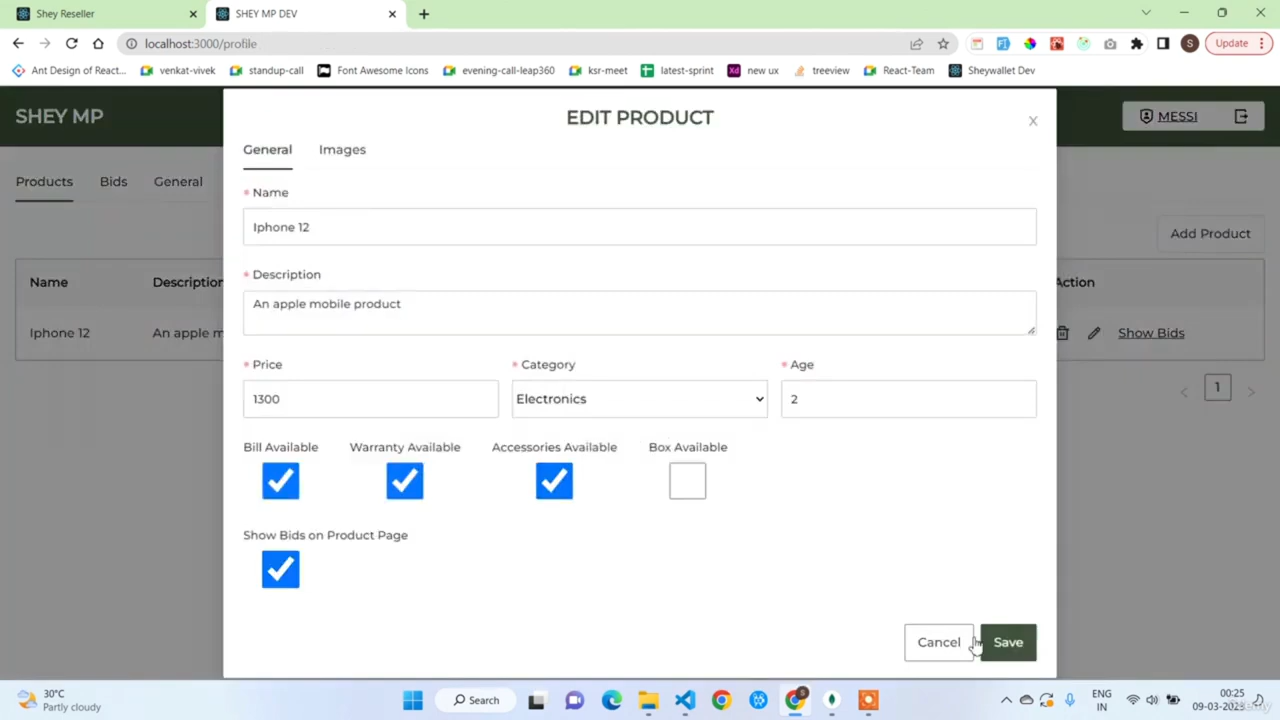 Shey Reseller
SHEY MP DEV
localhost:3000/profile
S
Update
Ant Design of React...
venkat-vivek
standup-call
Font Awesome Icons
evening-call-leap360
ksr-meet
latest-sprint
Xd
new ux
treeview
React-Team
Sheywallet Dev
SHEY MP
EDIT PRODUCT
x
MESSI
Products
Bids
General
General
Images
* Name
Iphone 12
Add Product
* Description
An apple mobile product
Name
Description
Action
Iphone 12
An apple m
Show Bids
* Price
* Category
* Age
1300
Electronics
2
1
Bill Available
Warranty Available
Accessories Available
Box Available
Show Bids on Product Page
Cancel
Save
30°C
Partly cloudy
Search
ENG
IN
00:25
09-03-2023